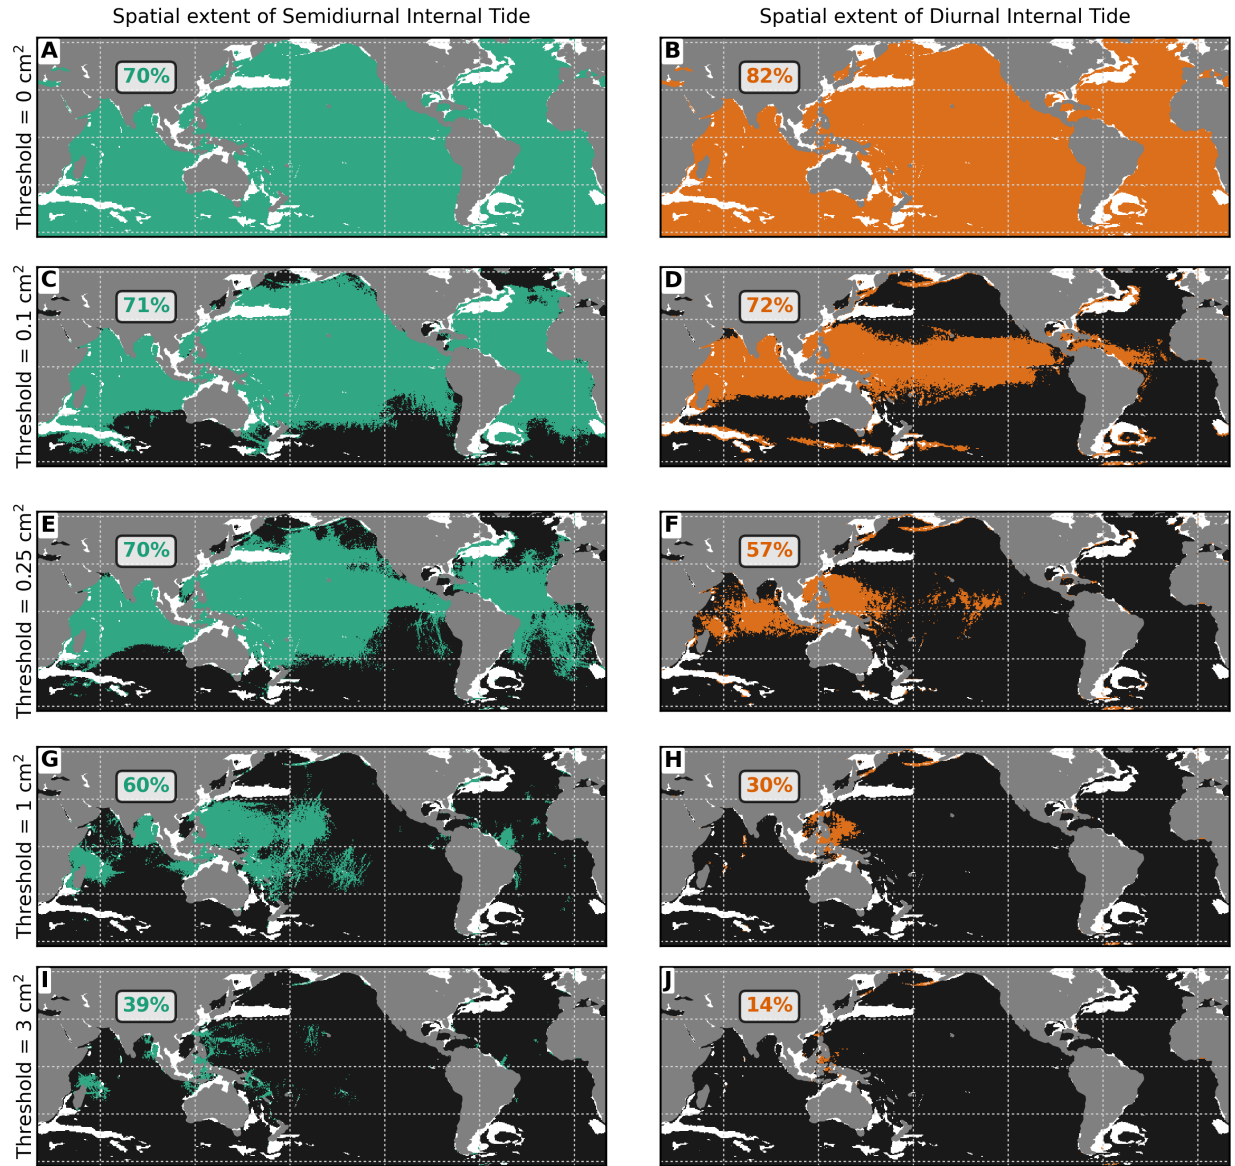 Spatial extent of Semidiurnal Internal Tide
Spatial extent of Diurnal Internal Tide
Threshold = 0 cm²
A
70%
B
82%
Threshold = 0.1 cm²
C
71%
D
72%
Threshold = 0.25 cm²
E
70%
F
57%
Threshold = 1 cm²
G
60%
H
30%
Threshold = 3 cm²
I
39%
J
14%